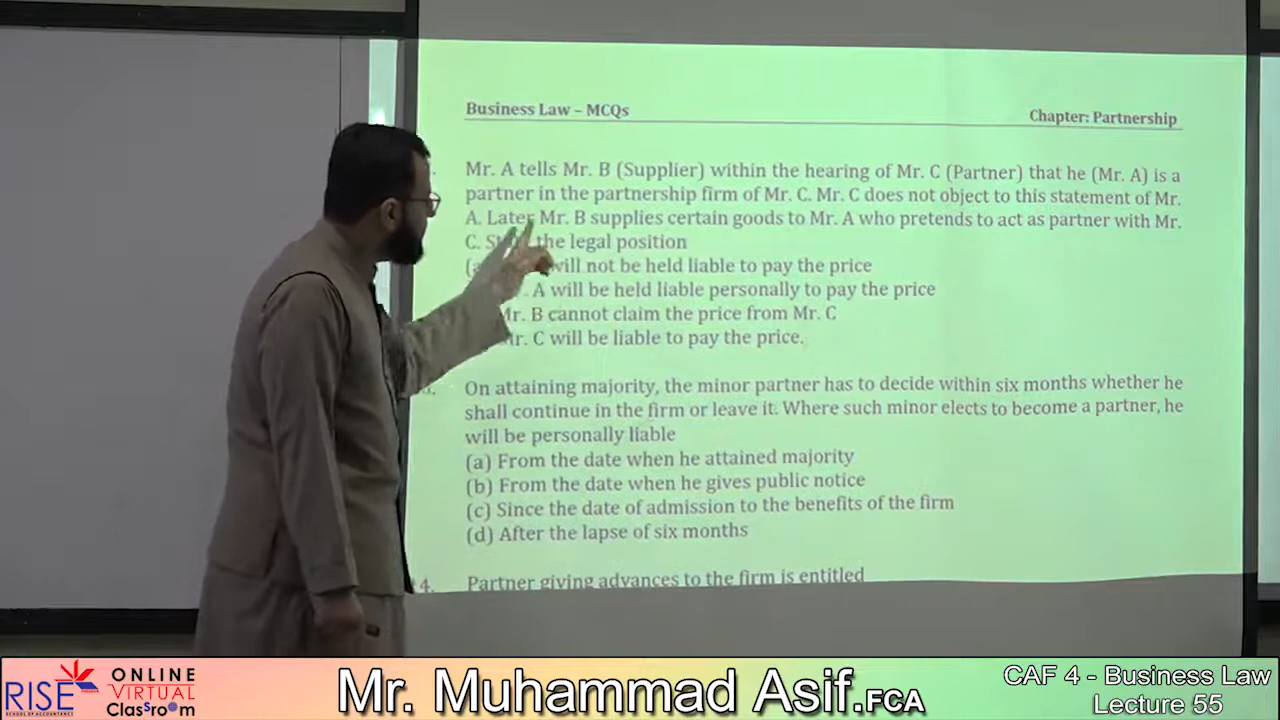 Business Law – MCQs
Chapter: Partnership
Mr. A tells Mr. B (Supplier) within the hearing of Mr. C (Partner) that he (Mr. A) is a
partner in the partnership firm of Mr. C. Mr. C does not object to this statement of Mr.
A. Later Mr. B supplies certain goods to Mr. A who pretends to act as partner with Mr.
C. the legal position
will not be held liable to pay the price
A will be held liable personally to pay the price
Mr. B cannot claim the price from Mr. C
Mr. C will be liable to pay the price.
On attaining majority, the minor partner has to decide within six months whether he
shall continue in the firm or leave it. Where such minor elects to become a partner, he
will be personally liable
(a) From the date when he attained majority
(b) From the date when he gives public notice
(c) Since the date of admission to the benefits of the firm
(d) After the lapse of six months
4. Partner giving advances to the firm is entitled
RISE
SCHOOL OF ACCOUNTANCY
ONLINE
VIRTUAL
Classroom
Mr. Muhammad Asif.FCA
CAF 4 - Business Law
Lecture 55